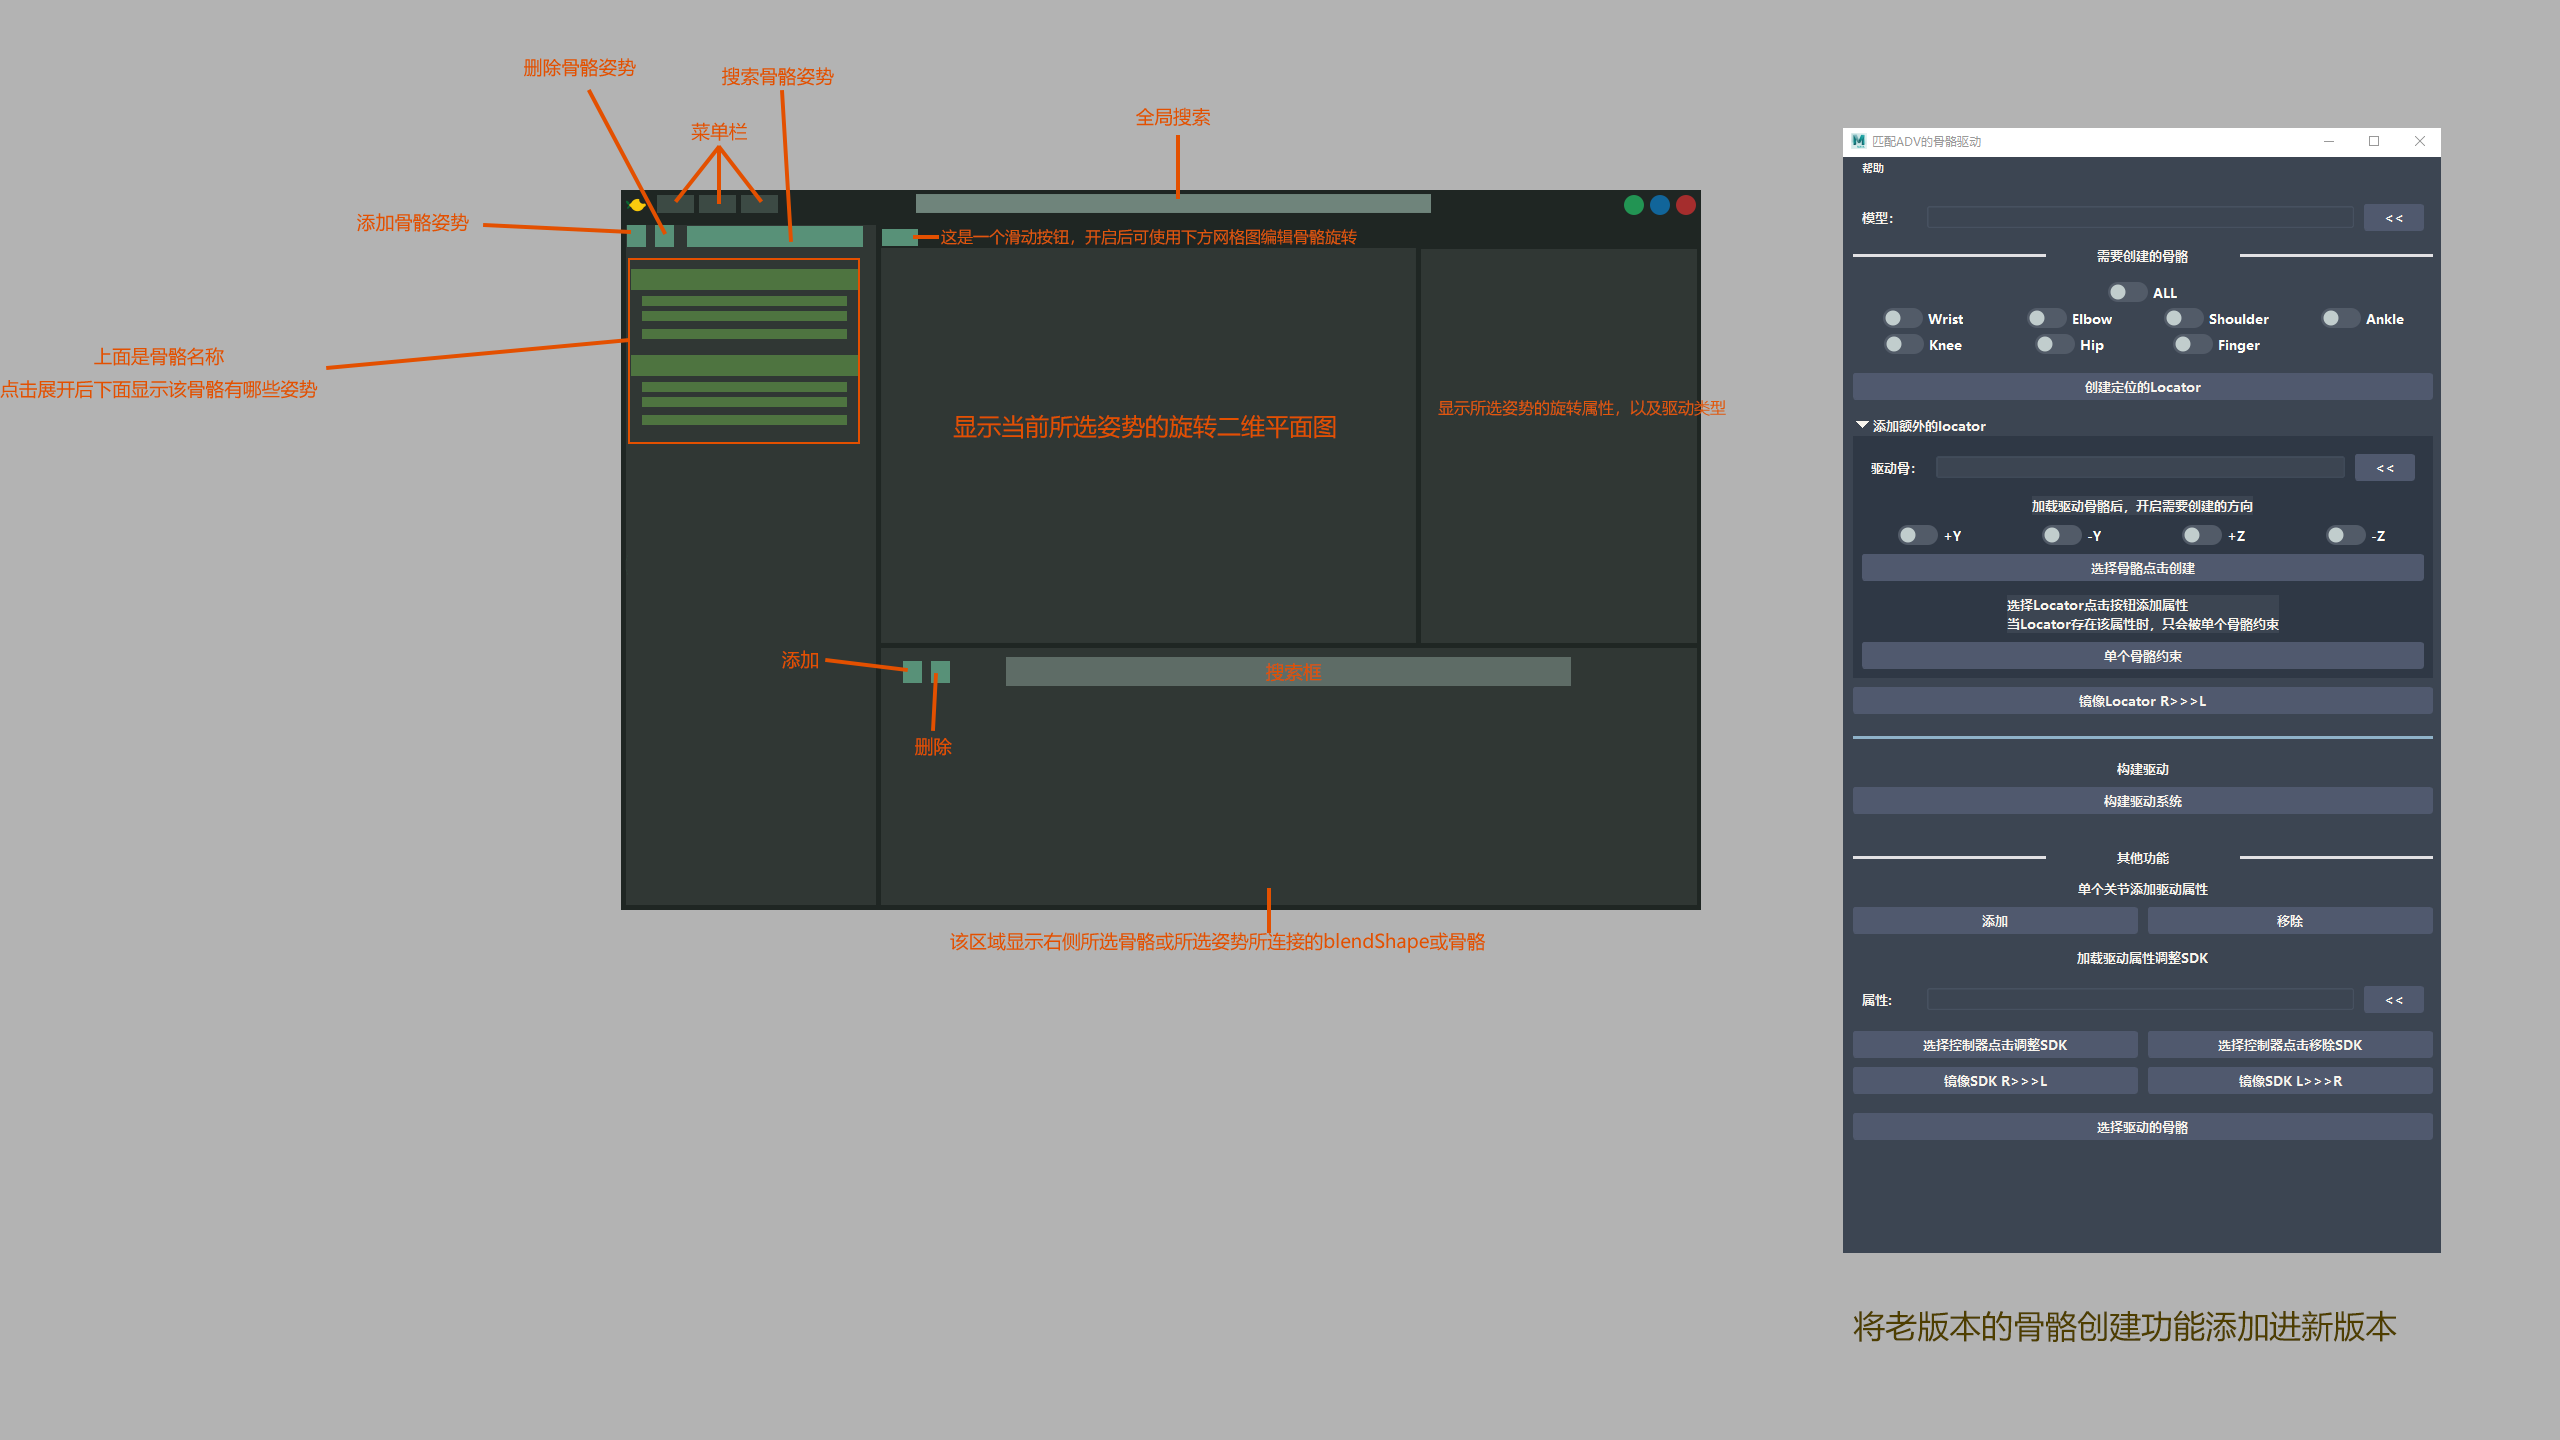 删除骨骼姿势
搜索骨骼姿势
菜单栏
全局搜索
添加骨骼姿势
这是一个滑动按钮，开启后可使用下方网格图编辑骨骼旋转
上面是骨骼名称
点击展开后下面显示该骨骼有哪些姿势
显示当前所选姿势的旋转二维平面图
显示所选姿势的旋转属性，以及驱动类型
添加
搜索框
删除
该区域显示右侧所选骨骼或所选姿势所连接的blendShape或骨骼
匹配ADV的骨骼驱动
帮助
模型：
<<
需要创建的骨骼
ALL
Wrist Elbow Shoulder Ankle
Knee Hip Finger
创建定位的Locator
添加额外的locator
驱动骨：
<<
加载驱动骨骼后，开启需要创建的方向
+Y -Y +Z -Z
选择骨骼点击创建
选择Locator点击按钮添加属性
当Locator存在该属性时，只会被单个骨骼约束
单个骨骼约束
镜像Locator R>>>L
构建驱动
构建驱动系统
其他功能
单个关节添加驱动属性
添加 移除
加载驱动属性调整SDK
属性:
<<
选择控制器点击调整SDK 选择控制器点击移除SDK
镜像SDK R>>>L 镜像SDK L>>>R
选择驱动的骨骼
将老版本的骨骼创建功能添加进新版本